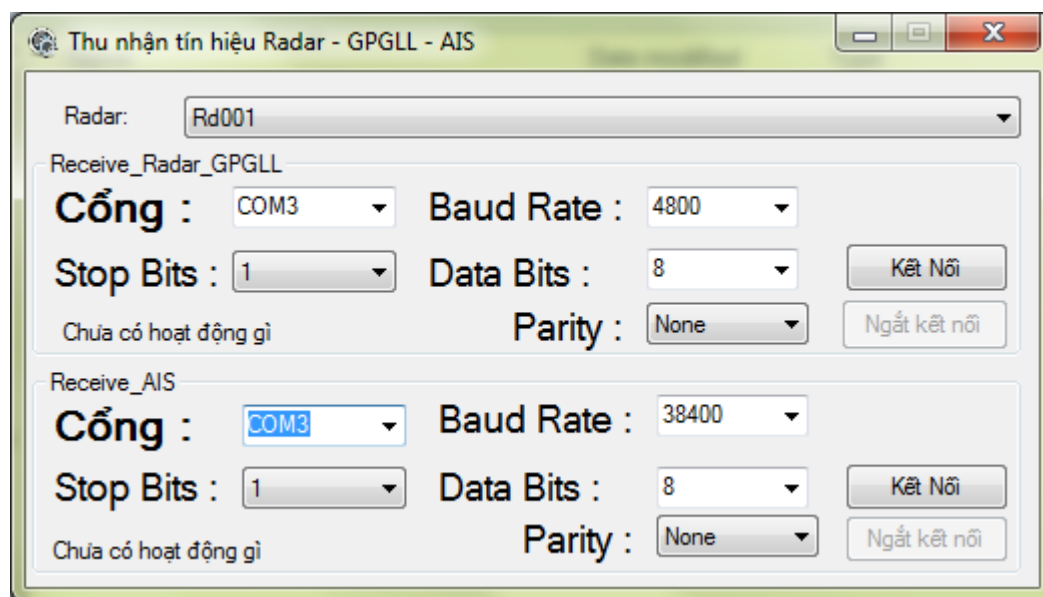 Thu nhận tín hiệu Radar - GPGLL - AIS
Radar: Rd001
Receive_Radar_GPGLL
Cổng : COM3 Baud Rate : 4800
Stop Bits : 1 Data Bits : 8 Kết Nối
Chưa có hoạt động gì Parity : None Ngắt kết nối
Receive_AIS
Cổng : COM3 Baud Rate : 38400
Stop Bits : 1 Data Bits : 8 Kết Nối
Chưa có hoạt động gì Parity : None Ngắt kết nối